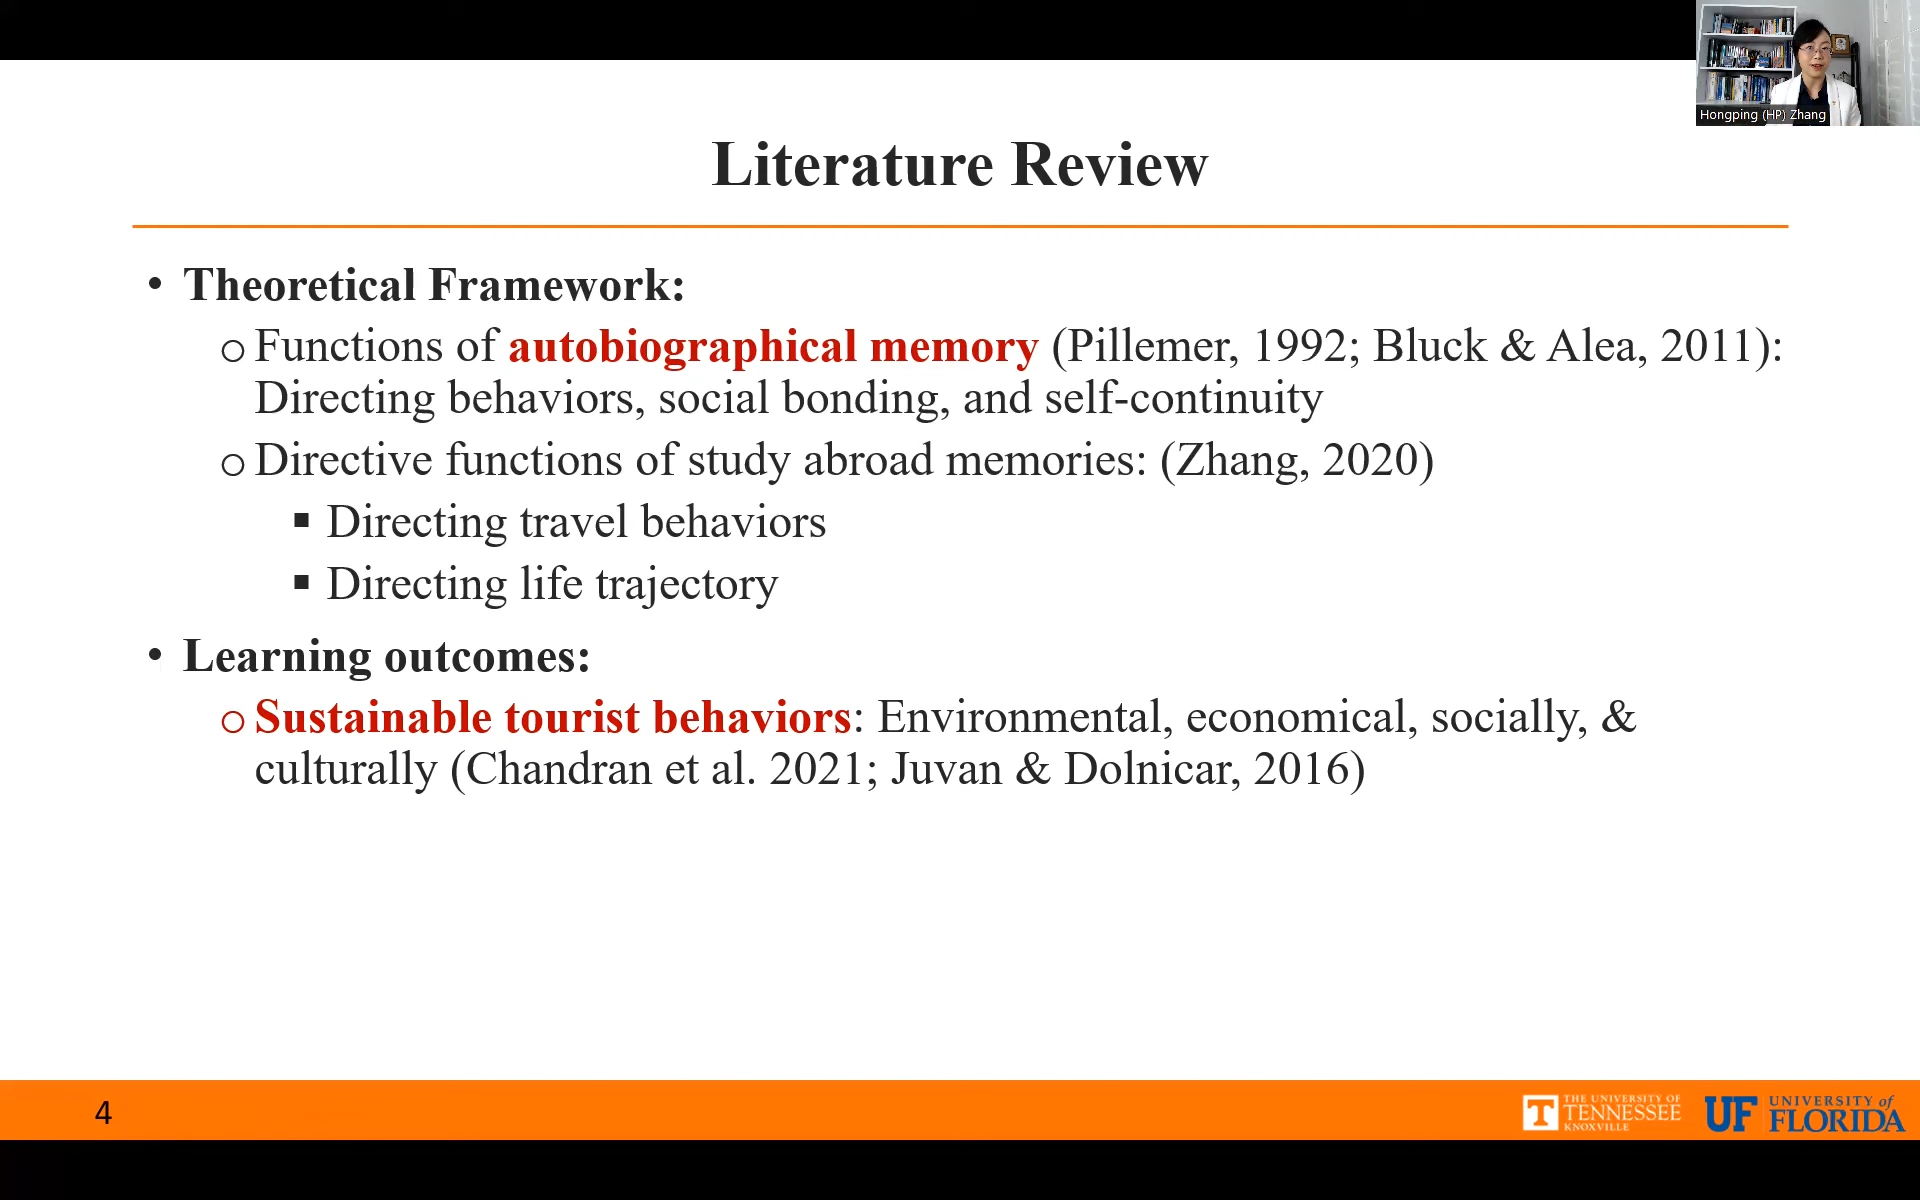 Hongping (HP) Zhang
Literature Review
• Theoretical Framework:
o Functions of autobiographical memory (Pillemer, 1992; Bluck & Alea, 2011):
Directing behaviors, social bonding, and self-continuity
o Directive functions of study abroad memories: (Zhang, 2020)
▪ Directing travel behaviors
▪ Directing life trajectory
• Learning outcomes:
o Sustainable tourist behaviors: Environmental, economical, socially, &
culturally (Chandran et al. 2021; Juvan & Dolnicar, 2016)
4
T THE UNIVERSITY OF
TENNESSEE
KNOXVILLE
UF UNIVERSITY of
FLORIDA